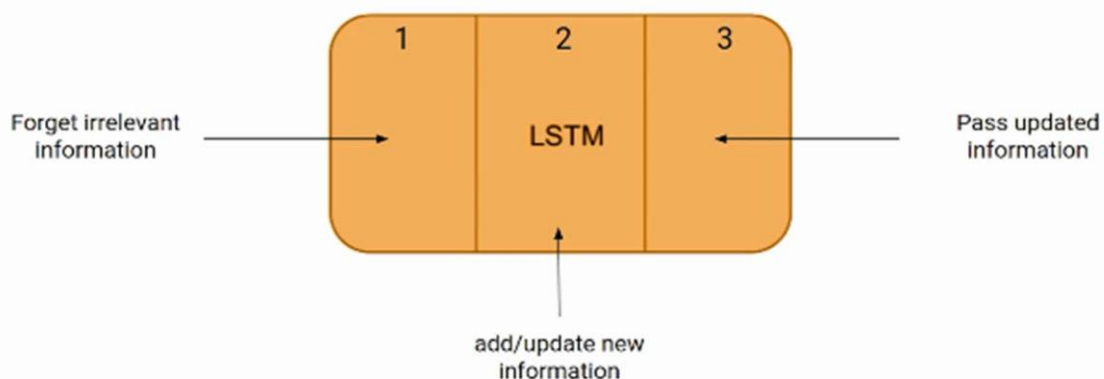 1
2
3
Forget irrelevant
information
LSTM
Pass updated
information
add/update new
information